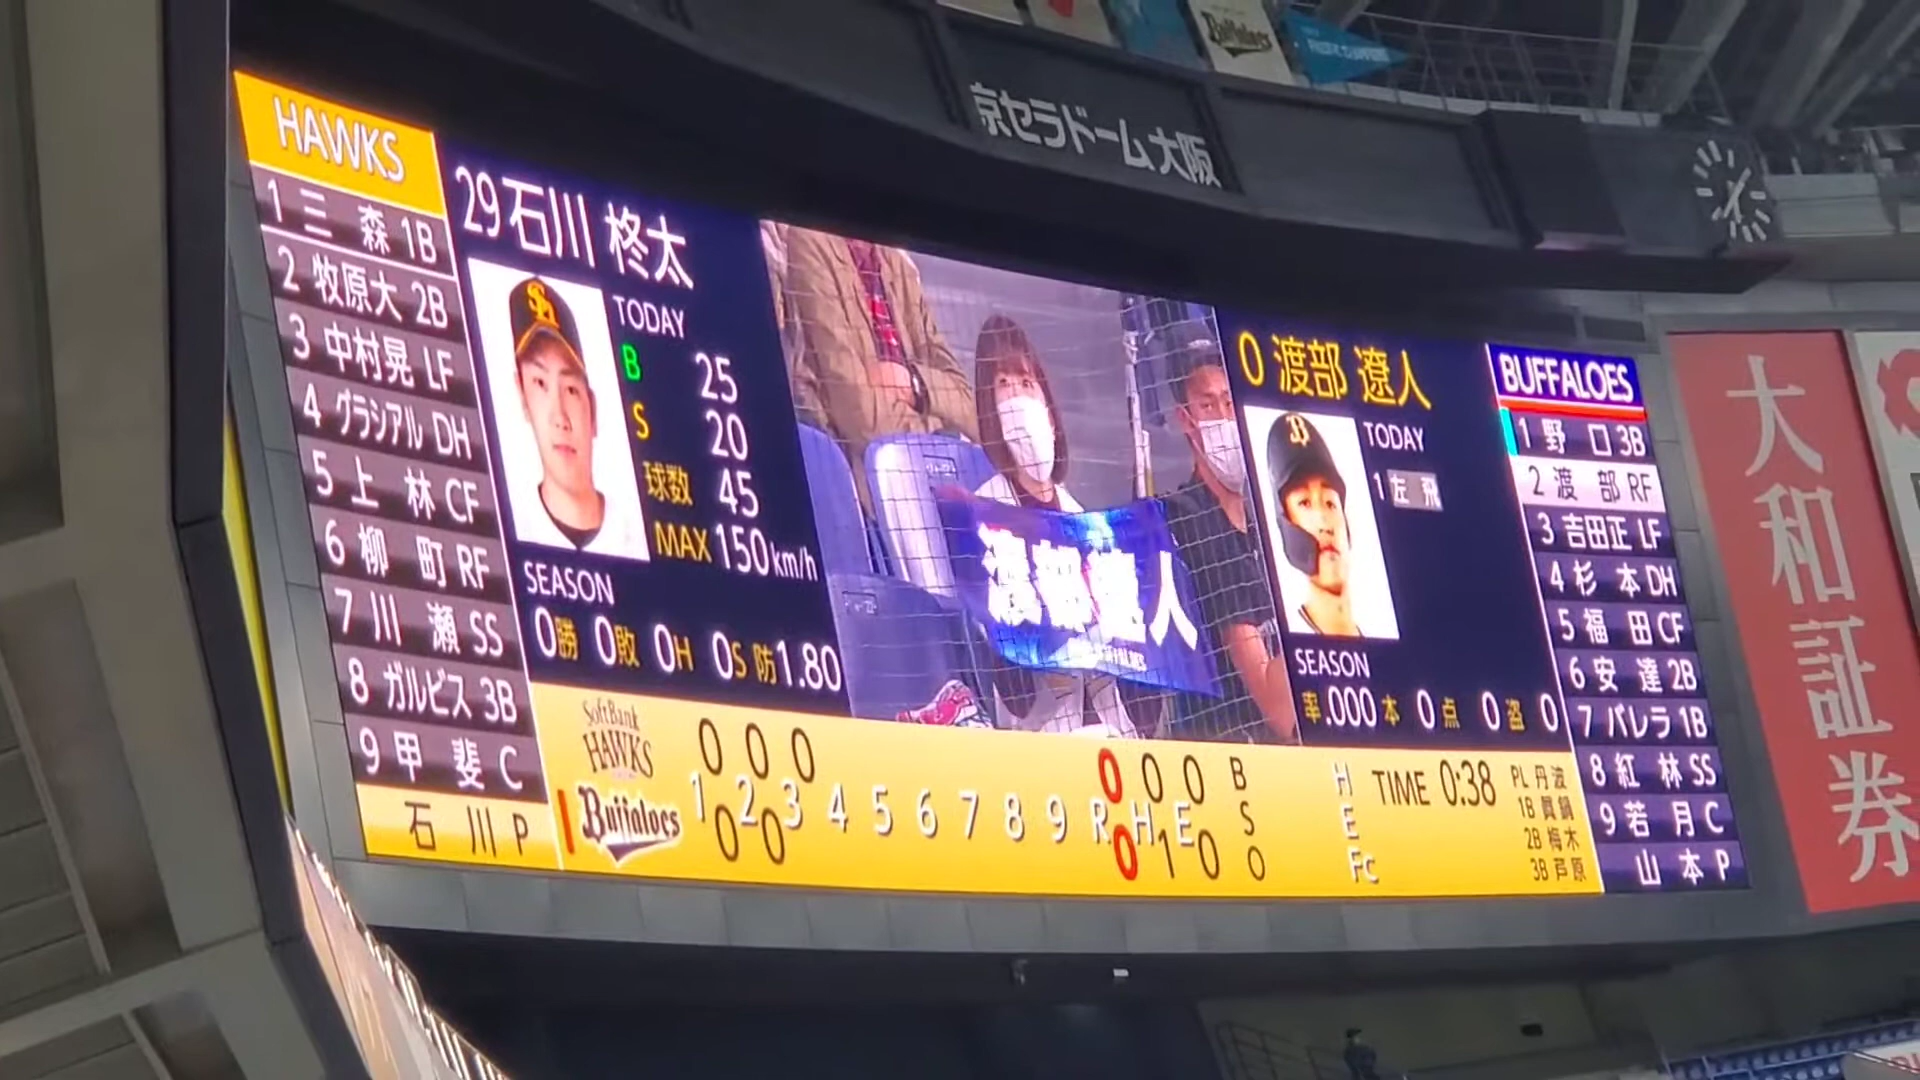 Buffaloes
京セラドーム大阪
HAWKS
1 三 森 1B
2 牧原大 2B
3 中村晃 LF
4 グラシアル DH
5 上 林 CF
6 柳 町 RF
7 川 瀬 SS
8 ガルビス 3B
9 甲 斐 C
石 川 P
29 石川 柊太
TODAY
B 25
S 20
球数 45
MAX 150km/h
SEASON
0勝 0敗 0H 0S 防1.80
渡部遼人
0 渡部 遼人
TODAY
1 左 飛
SEASON
率.000 本 0 点 0 盗 0
BUFFALOES
1 野 口 3B
2 渡 部 RF
3 吉田正 LF
4 杉 本 DH
5 福 田 CF
6 安 達 2B
7 バレラ 1B
8 紅 林 SS
9 若 月 C
山 本 P
SoftBank HAWKS 0 0 0 0 0 0
1 2 3 4 5 6 7 8 9 R H E
Buffaloes 0 0 0 1 0
B
S
O
H
E
Fc
TIME 0:38
PL 丹波
1B 眞鍋
2B 梅木
3B 芦原
大和証券